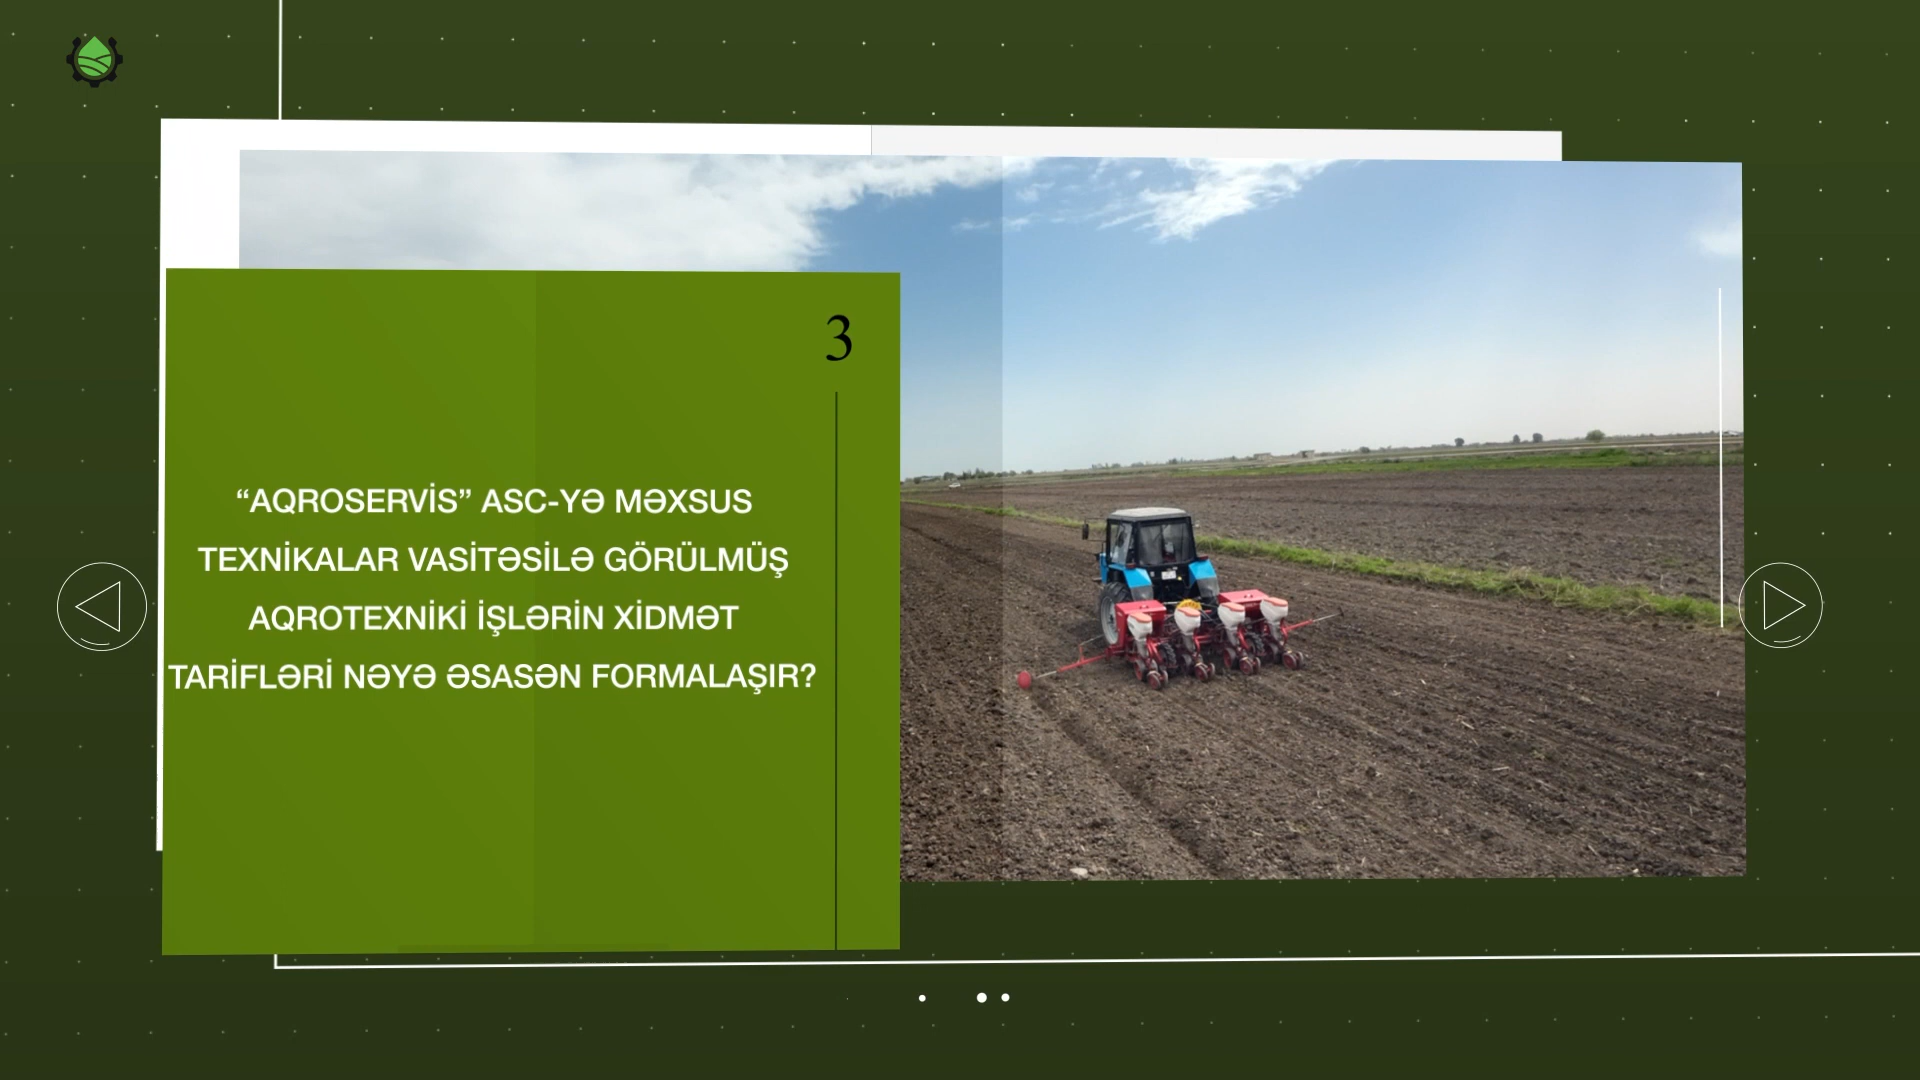 3
“AQROSERVİS” ASC-YƏ MƏXSUS
TEXNİKALAR VASİTƏSİLƏ GÖRÜLMÜŞ
AQROTEXNİKİ İŞLƏRİN XİDMƏT
TARİFLƏRİ NƏYƏ ƏSASƏN FORMALAŞIR?